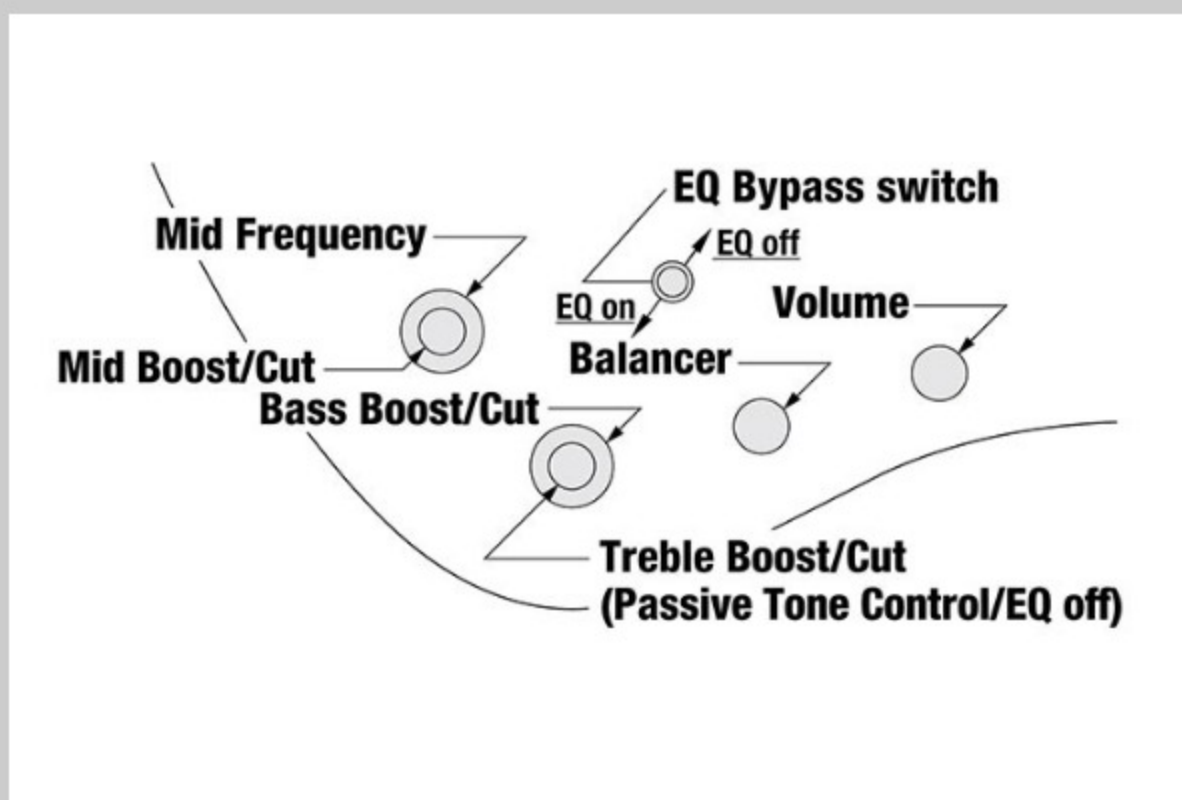 EQ Bypass switch
Mid Frequency
EQ off
EQ on
Volume
Balancer
Mid Boost/Cut
Bass Boost/Cut
Treble Boost/Cut
(Passive Tone Control/EQ off)